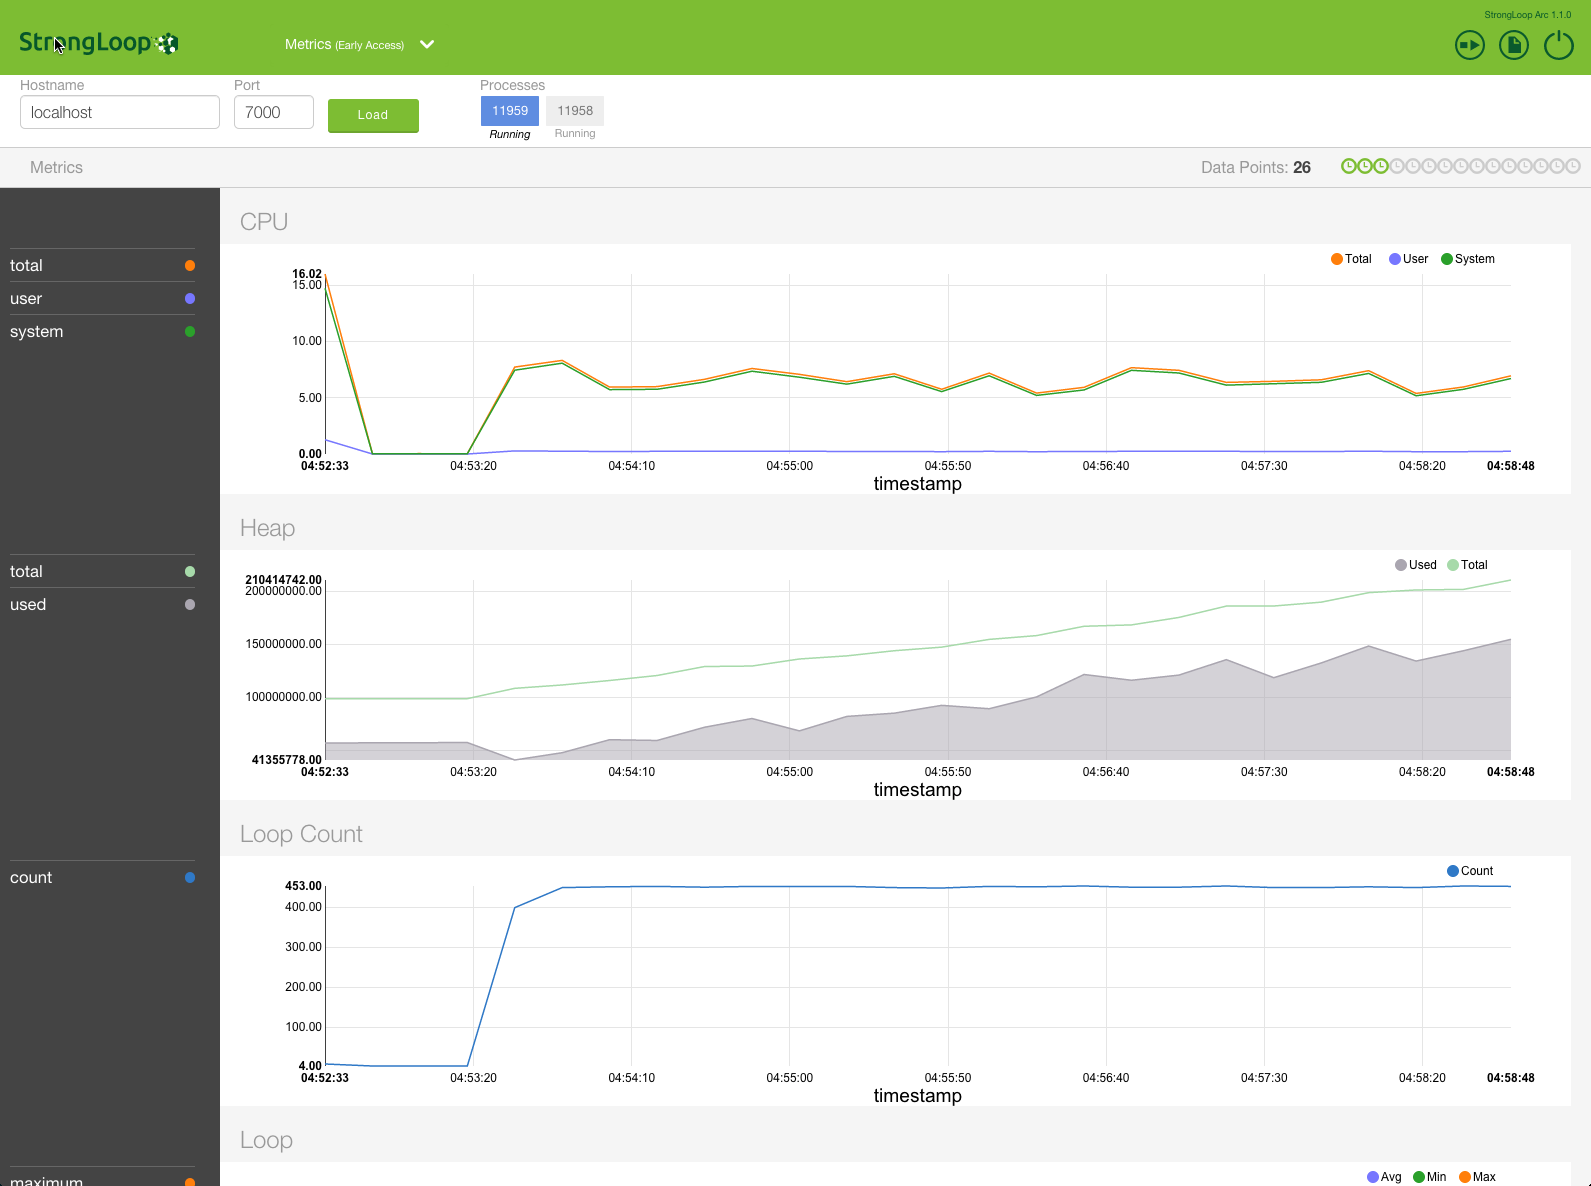 StrongLoop Arc 1.1.0
StrongLoop
Metrics (Early Access)
Hostname
Port
Processes
localhost
7000
Load
11959
11958
Running
Running
Metrics
Data Points: 26
CPU
total
user
system
Total
User
System
16.02
15.00
10.00
5.00
0.00
04:52:33
04:53:20
04:54:10
04:55:00
04:55:50
04:56:40
04:57:30
04:58:20
04:58:48
timestamp
Heap
total
used
Used
Total
210414742.00
200000000.00
150000000.00
100000000.00
41355778.00
04:52:33
04:53:20
04:54:10
04:55:00
04:55:50
04:56:40
04:57:30
04:58:20
04:58:48
timestamp
Loop Count
count
Count
453.00
400.00
300.00
200.00
100.00
4.00
04:52:33
04:53:20
04:54:10
04:55:00
04:55:50
04:56:40
04:57:30
04:58:20
04:58:48
timestamp
Loop
maximum
Avg
Min
Max